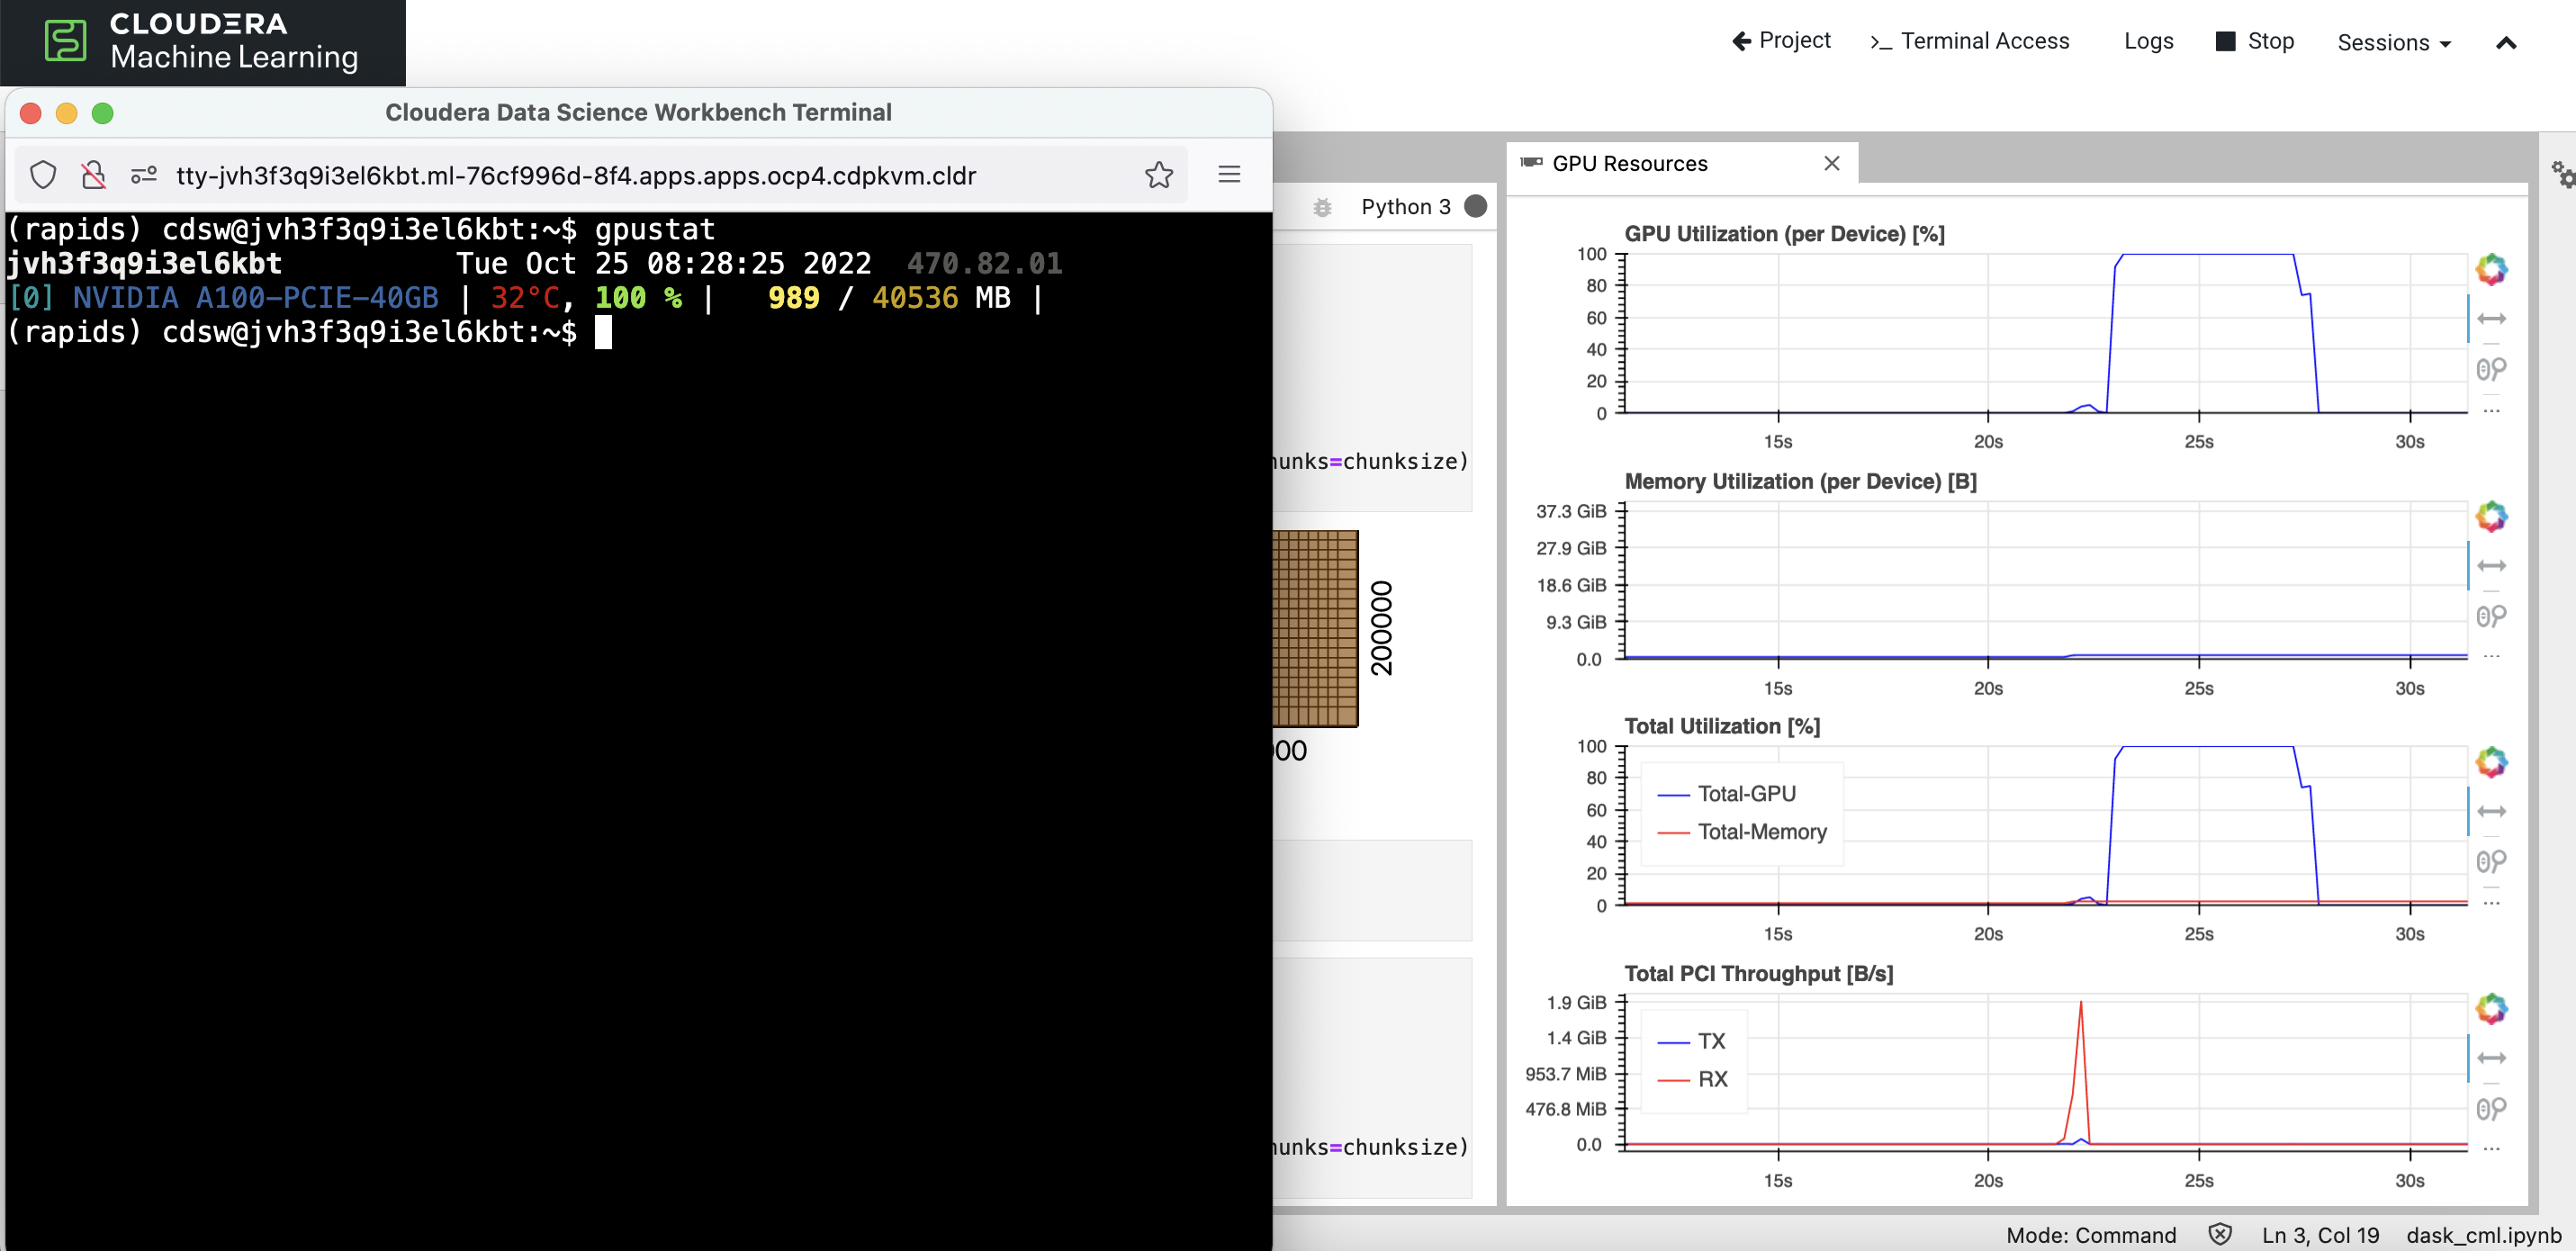 CLOUDERA
Machine Learning
Project
>_ Terminal Access
Logs
Stop
Sessions
Cloudera Data Science Workbench Terminal
tty-jvh3f3q9i3el6kbt.ml-76cf996d-8f4.apps.apps.ocp4.cdpkvm.cldr
(rapids) cdsw@jvh3f3q9i3el6kbt:~$ gpustat
jvh3f3q9i3el6kbt Tue Oct 25 08:28:25 2022 470.82.01
[0] NVIDIA A100-PCIE-40GB | 32°C, 100 % | 989 / 40536 MB |
(rapids) cdsw@jvh3f3q9i3el6kbt:~$
Python 3
hunks=chunksize)
200000
00
hunks=chunksize)
GPU Resources
GPU Utilization (per Device) [%]
100
80
60
40
20
0
15s 20s 25s 30s
Memory Utilization (per Device) [B]
37.3 GiB
27.9 GiB
18.6 GiB
9.3 GiB
0.0
15s 20s 25s 30s
Total Utilization [%]
100
80
60
40
20
0
Total-GPU
Total-Memory
15s 20s 25s 30s
Total PCI Throughput [B/s]
1.9 GiB
1.4 GiB
953.7 MiB
476.8 MiB
0.0
TX
RX
15s 20s 25s 30s
Mode: Command
Ln 3, Col 19
dask_cml.ipynb